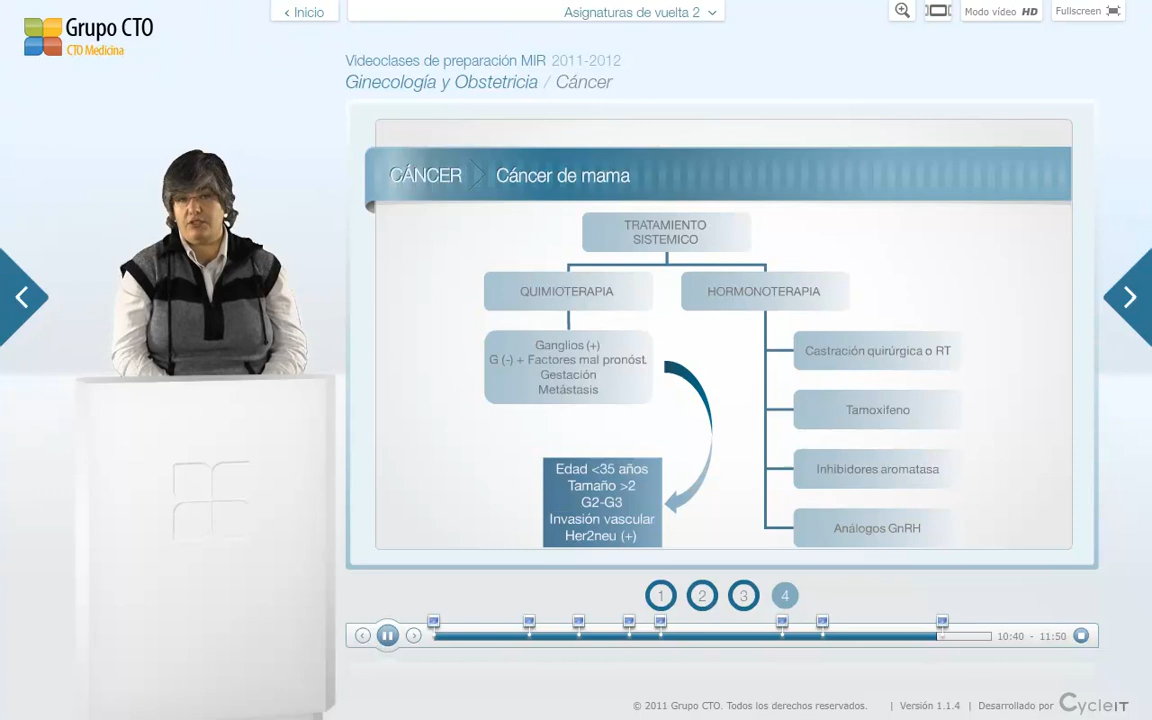 Grupo CTO
CTO Medicina
‹ Inicio
Asignaturas de vuelta 2
Modo vídeo HD
Fullscreen
Videoclases de preparación MIR 2011-2012
Ginecología y Obstetricia / Cáncer
CÁNCER
Cáncer de mama
TRATAMIENTO
SISTEMICO
QUIMIOTERAPIA
HORMONOTERAPIA
Ganglios (+)
G (-) + Factores mal pronóst.
Gestación
Metástasis
Castración quirúrgica o RT
Tamoxifeno
Inhibidores aromatasa
Análogos GnRH
Edad <35 años
Tamaño >2
G2-G3
Invasión vascular
Her2neu (+)
1 2 3 4
10:40 - 11:50
© 2011 Grupo CTO. Todos los derechos reservados. | Versión 1.1.4 | Desarrollado por CycleIT